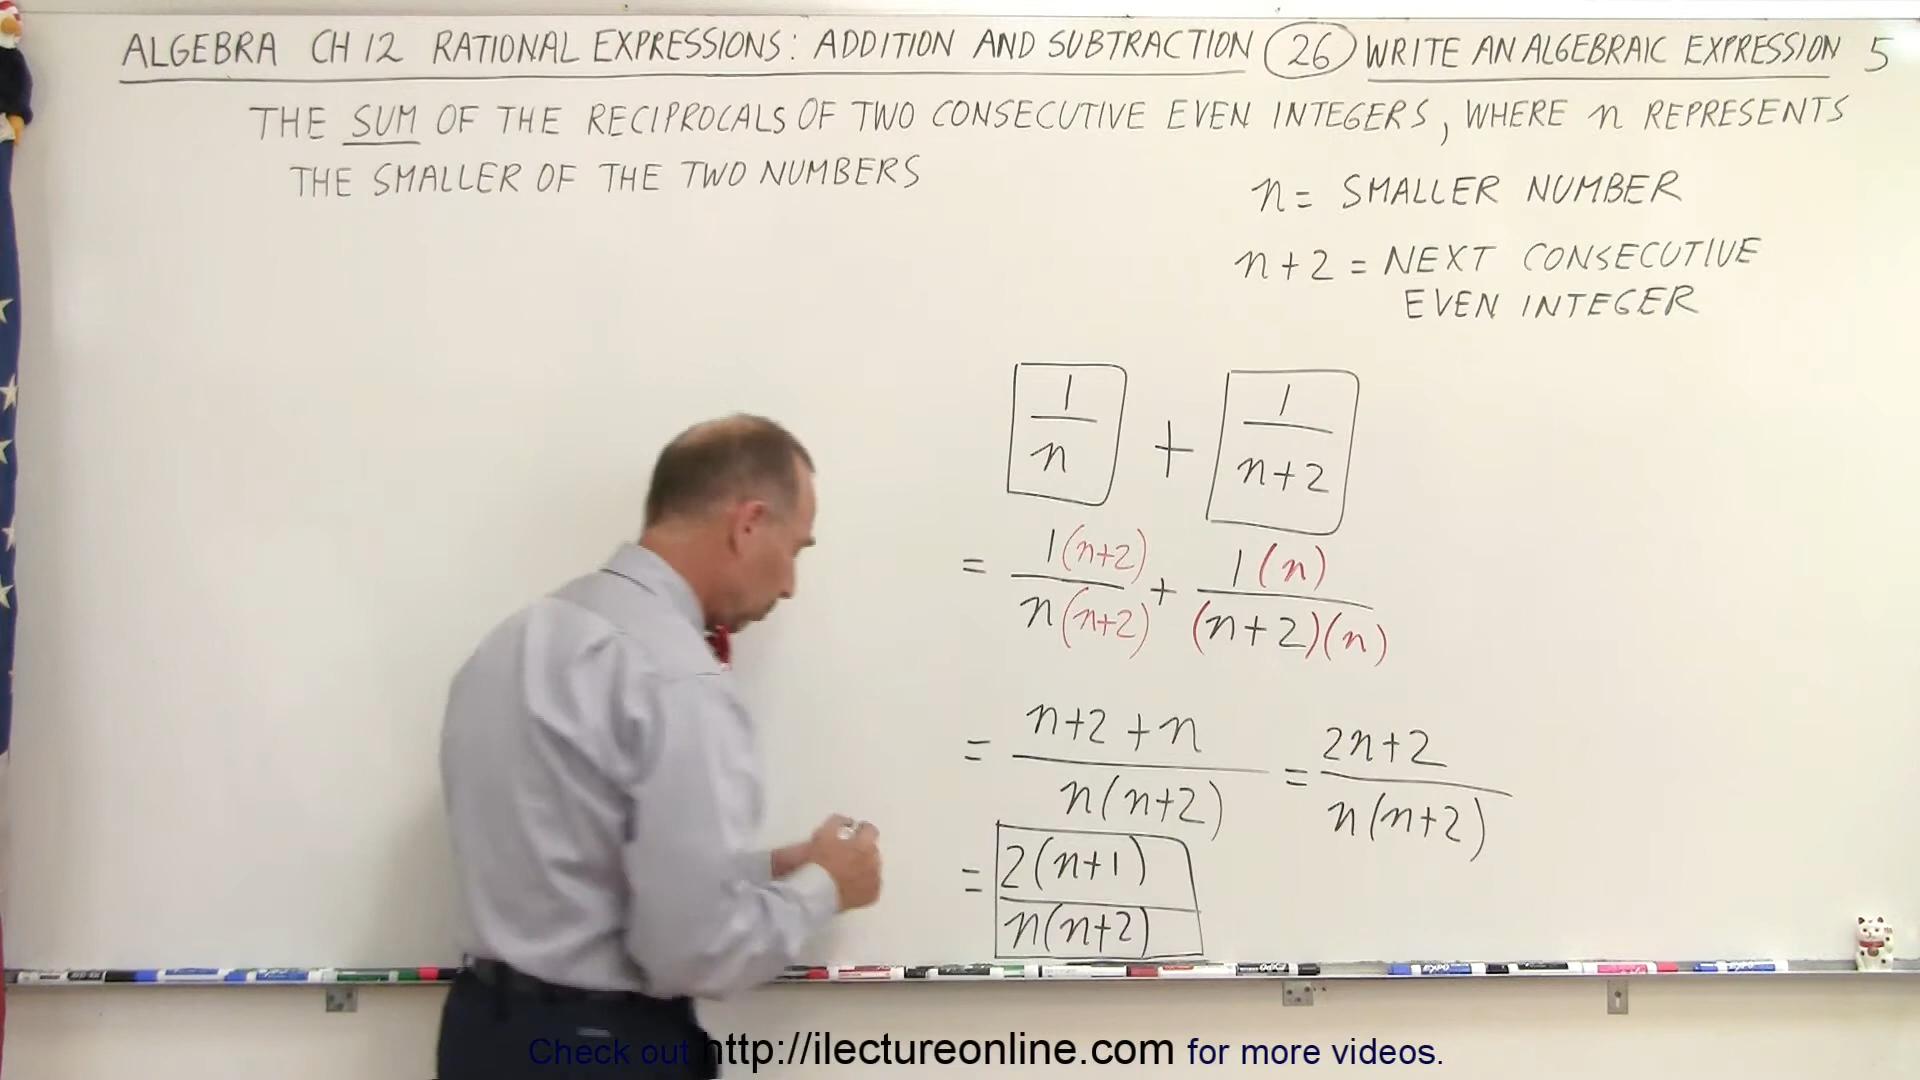 ALGEBRA CH 12 RATIONAL EXPRESSIONS: ADDITION AND SUBTRACTION 26 WRITE AN ALGEBRAIC EXPRESSION 5
THE SUM OF THE RECIPROCALS OF TWO CONSECUTIVE EVEN INTEGERS, WHERE n REPRESENTS
THE SMALLER OF THE TWO NUMBERS
n = SMALLER NUMBER
n+2 = NEXT CONSECUTIVE
EVEN INTEGER
1 1
n + n+2
= 1(n+2) + 1(n)
n(n+2) (n+2)(n)
= n+2+n = 2n+2
n(n+2) n(n+2)
= 2(n+1)
n(n+2)
Check out http://ilectureonline.com for more videos.